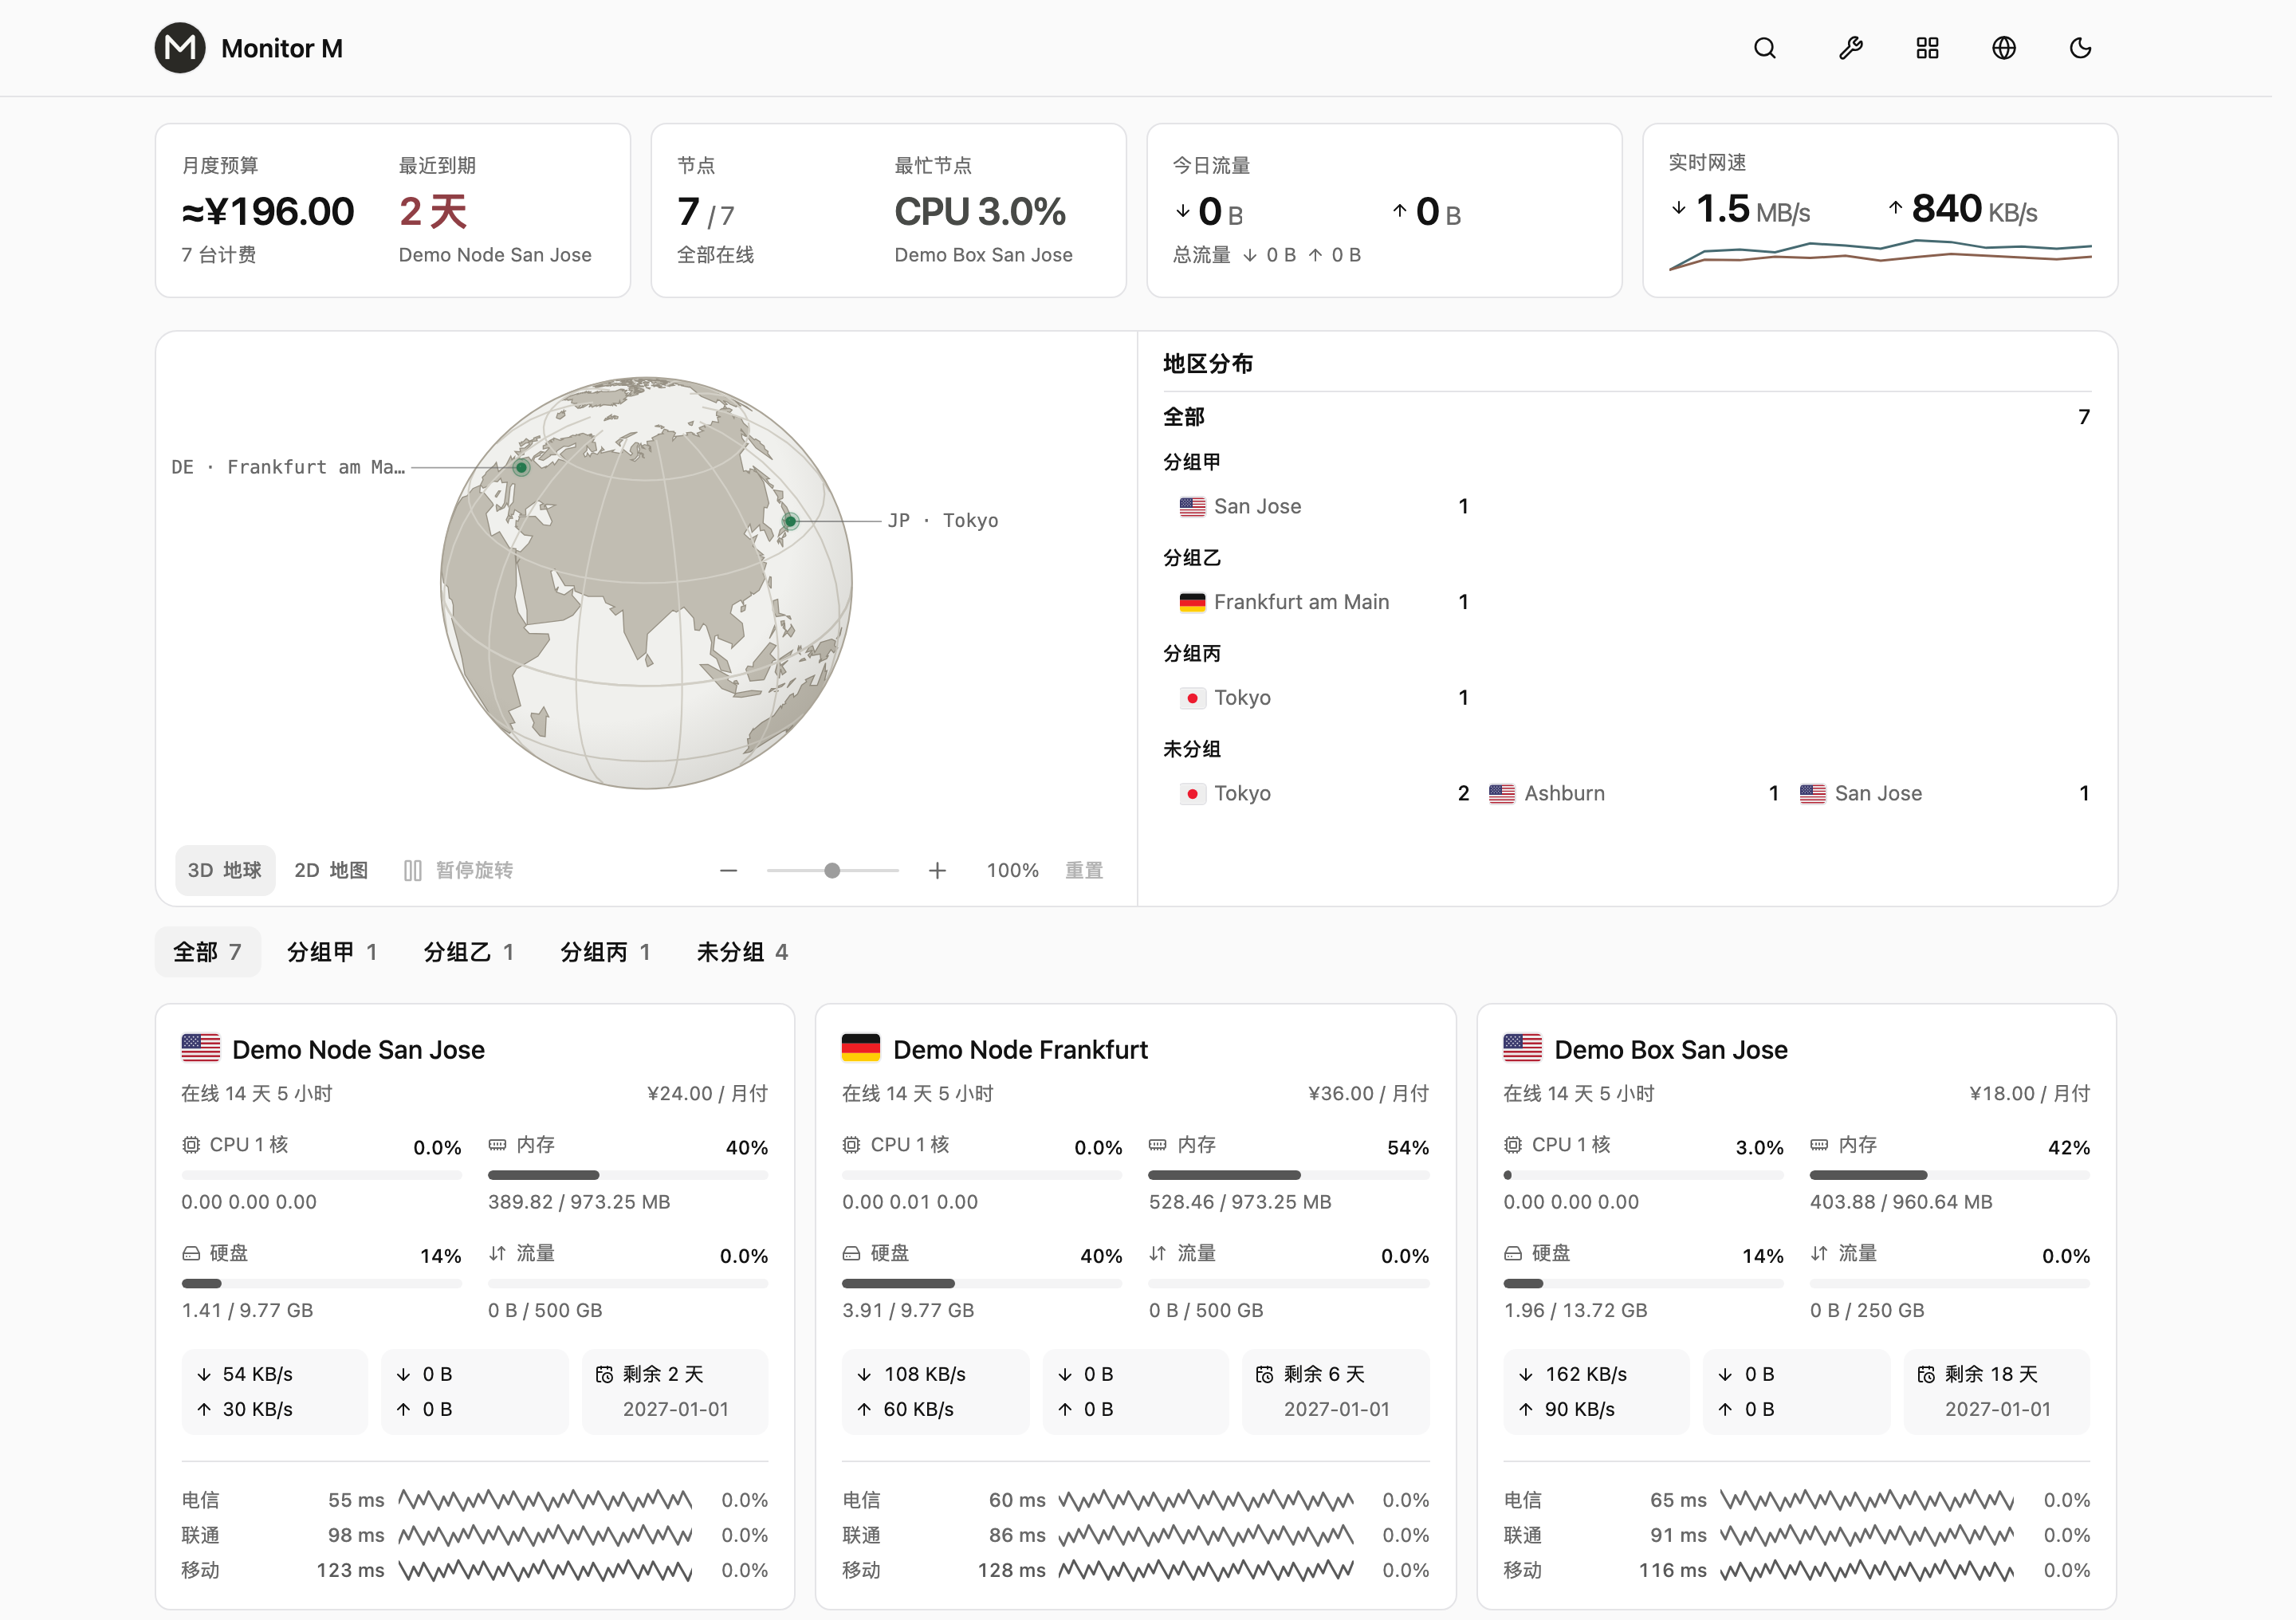 Monitor M
月度预算 最近到期
≈¥196.00 2 天
7 台计费 Demo Node San Jose
节点 最忙节点
7 / 7 CPU 3.0%
全部在线 Demo Box San Jose
今日流量
↓ 0 B ↑ 0 B
总流量 ↓ 0 B ↑ 0 B
实时网速
↓ 1.5 MB/s ↑ 840 KB/s
DE · Frankfurt am Ma…
JP · Tokyo
3D 地球 2D 地图 暂停旋转 − + 100% 重置
地区分布
全部 7
分组甲
San Jose 1
分组乙
Frankfurt am Main 1
分组丙
Tokyo 1
未分组
Tokyo 2 Ashburn 1 San Jose 1
全部 7 分组甲 1 分组乙 1 分组丙 1 未分组 4
Demo Node San Jose
在线 14 天 5 小时 ¥24.00 / 月付
CPU 1 核 0.0% 内存 40%
0.00 0.00 0.00 389.82 / 973.25 MB
硬盘 14% 流量 0.0%
1.41 / 9.77 GB 0 B / 500 GB
↓ 54 KB/s ↓ 0 B 剩余 2 天
↑ 30 KB/s ↑ 0 B 2027-01-01
电信 55 ms 0.0%
联通 98 ms 0.0%
移动 123 ms 0.0%
Demo Node Frankfurt
在线 14 天 5 小时 ¥36.00 / 月付
CPU 1 核 0.0% 内存 54%
0.00 0.01 0.00 528.46 / 973.25 MB
硬盘 40% 流量 0.0%
3.91 / 9.77 GB 0 B / 500 GB
↓ 108 KB/s ↓ 0 B 剩余 6 天
↑ 60 KB/s ↑ 0 B 2027-01-01
电信 60 ms 0.0%
联通 86 ms 0.0%
移动 128 ms 0.0%
Demo Box San Jose
在线 14 天 5 小时 ¥18.00 / 月付
CPU 1 核 3.0% 内存 42%
0.00 0.00 0.00 403.88 / 960.64 MB
硬盘 14% 流量 0.0%
1.96 / 13.72 GB 0 B / 250 GB
↓ 162 KB/s ↓ 0 B 剩余 18 天
↑ 90 KB/s ↑ 0 B 2027-01-01
电信 65 ms 0.0%
联通 91 ms 0.0%
移动 116 ms 0.0%